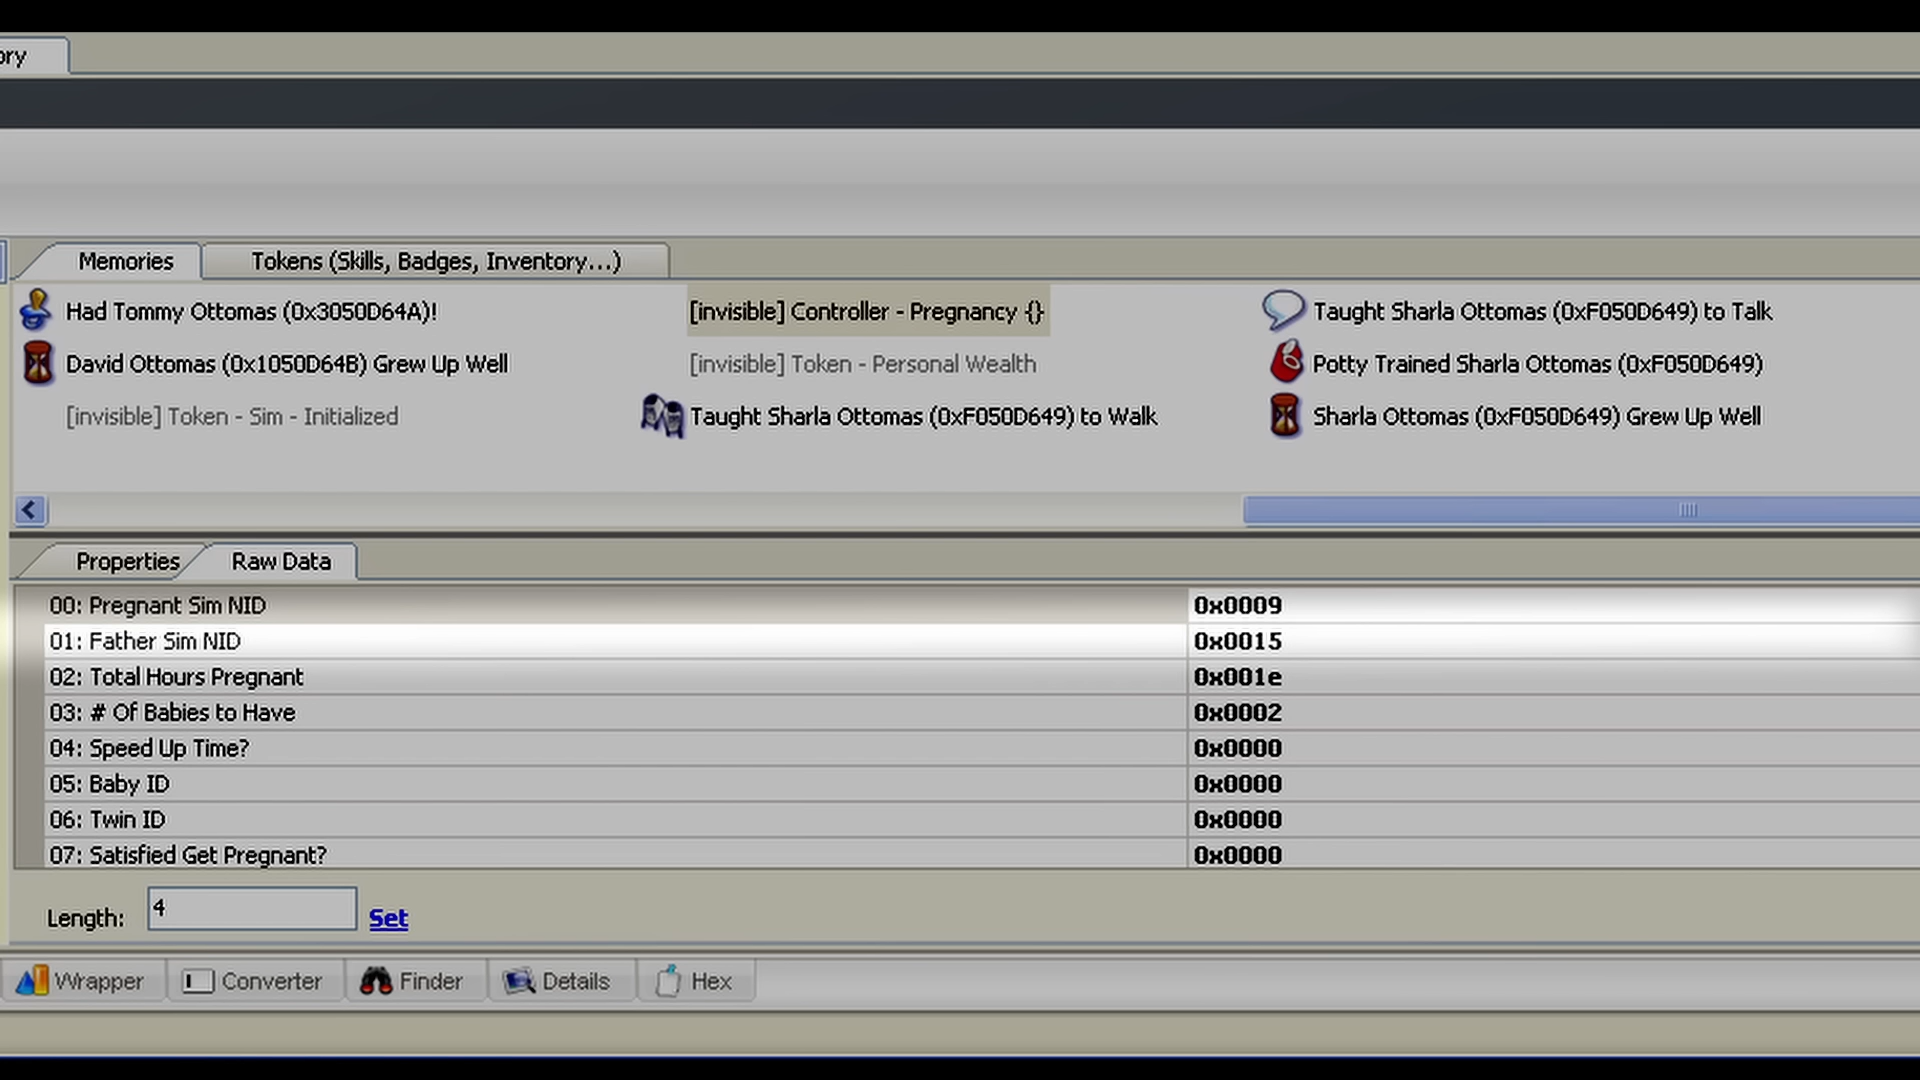 ory
Memories
Tokens (Skills, Badges, Inventory...)
Had Tommy Ottomas (0x3050D64A)!
[invisible] Controller - Pregnancy {}
Taught Sharla Ottomas (0xF050D649) to Talk
David Ottomas (0x1050D64B) Grew Up Well
[invisible] Token - Personal Wealth
Potty Trained Sharla Ottomas (0xF050D649)
[invisible] Token - Sim - Initialized
Taught Sharla Ottomas (0xF050D649) to Walk
Sharla Ottomas (0xF050D649) Grew Up Well
Properties
Raw Data
00: Pregnant Sim NID 0x0009
01: Father Sim NID 0x0015
02: Total Hours Pregnant 0x001e
03: # Of Babies to Have 0x0002
04: Speed Up Time? 0x0000
05: Baby ID 0x0000
06: Twin ID 0x0000
07: Satisfied Get Pregnant? 0x0000
Length: 4 Set
Wrapper
Converter
Finder
Details
Hex